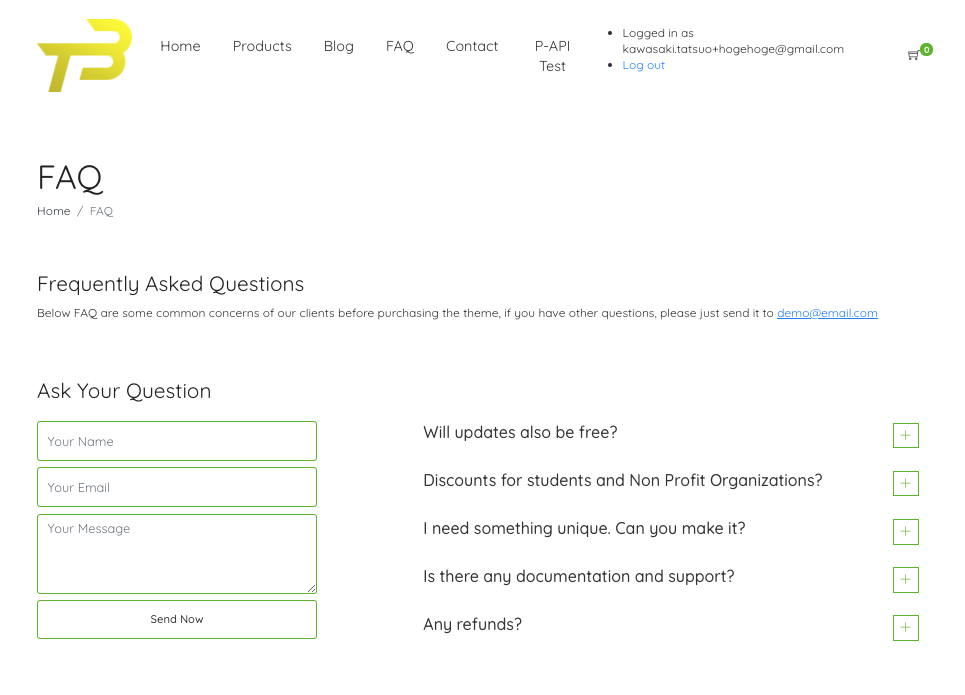 TB
Home Products Blog FAQ Contact P-API
Test
Logged in as
kawasaki.tatsuo+hogehoge@gmail.com
Log out
0
FAQ
Home / FAQ
Frequently Asked Questions
Below FAQ are some common concerns of our clients before purchasing the theme, if you have other questions, please just send it to demo@email.com
Ask Your Question
Your Name
Your Email
Your Message
Send Now
Will updates also be free?
Discounts for students and Non Profit Organizations?
I need something unique. Can you make it?
Is there any documentation and support?
Any refunds?